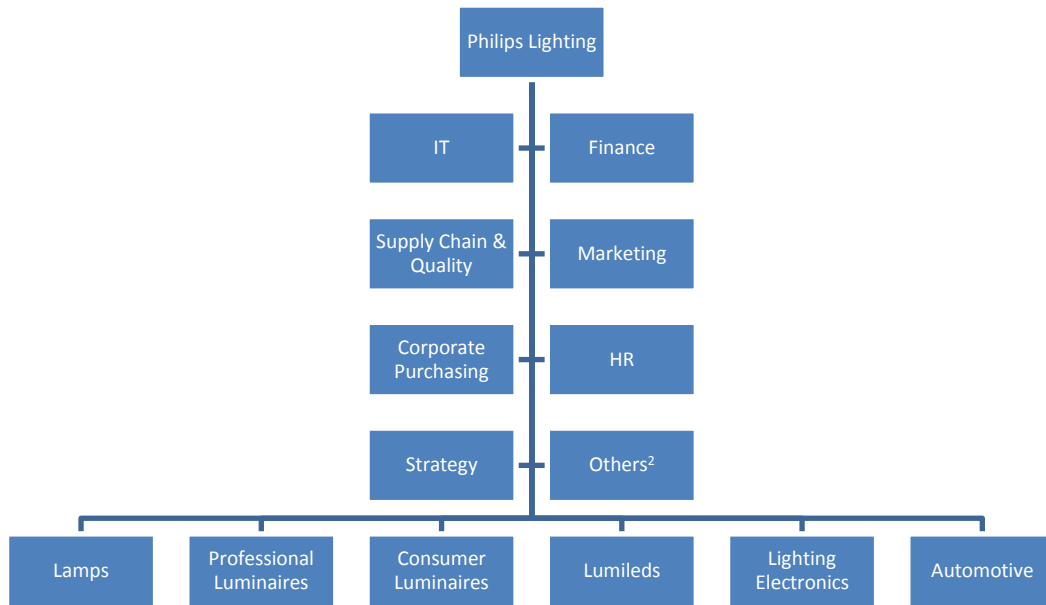 Philips Lighting
IT
Finance
Supply Chain &
Quality
Marketing
Corporate
Purchasing
HR
Strategy
Others²
Lamps
Professional
Luminaires
Consumer
Luminaires
Lumileds
Lighting
Electronics
Automotive